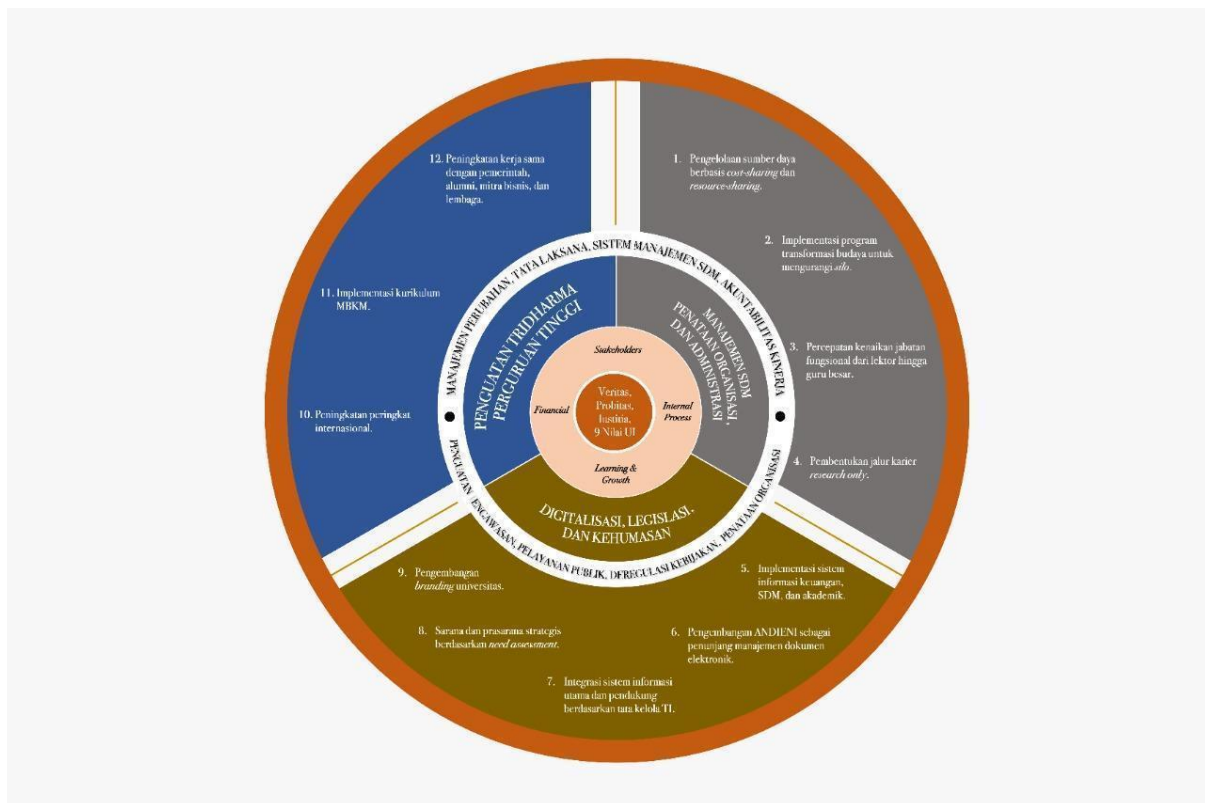 12. Peningkatan kerja sama
dengan pemerintah,
alumni, mitra bisnis, dan
lembaga.
11. Implementasi kurikulum
MBKM.
10. Peningkatan peringkat
internasional.
1. Pengelolaan sumber daya
berbasis cost-sharing dan
resource-sharing.
2. Implementasi program
transformasi budaya untuk
mengurangi silo.
3. Percepatan kenaikan jabatan
fungsional dari lektor hingga
guru besar.
4. Pembentukan jalur karier
research only.
MANAJEMEN PERUBAHAN, TATA LAKSANA, SISTEM MANAJEMEN SDM, AKUNTABILITAS KINERJA
PENGUATAN TRIDHARMA
PERGURUAN TINGGI
MANAJEMEN SDM
PENATAAN ORGANISASI,
DAN ADMINISTRASI
Stakeholders
Financial
Veritas,
Probitas,
Iustitia,
9 Nilai UI
Internal
Process
Learning &
Growth
DIGITALISASI, LEGISLASI,
DAN KEHUMASAN
PENGUATAN ENGAWASAN, PELAYANAN PUBLIK, DEREGULASI KEBIJAKAN, PENATAAN ORGANISASI
5. Implementasi sistem
informasi keuangan,
SDM, dan akademik.
6. Pengembangan ANDIENI sebagai
penunjang manajemen dokumen
elektronik.
7. Integrasi sistem informasi
utama dan pendukung
berdasarkan tata kelola TI.
8. Sarana dan prasarana strategis
berdasarkan need assessment.
9. Pengembangan
branding universitas.